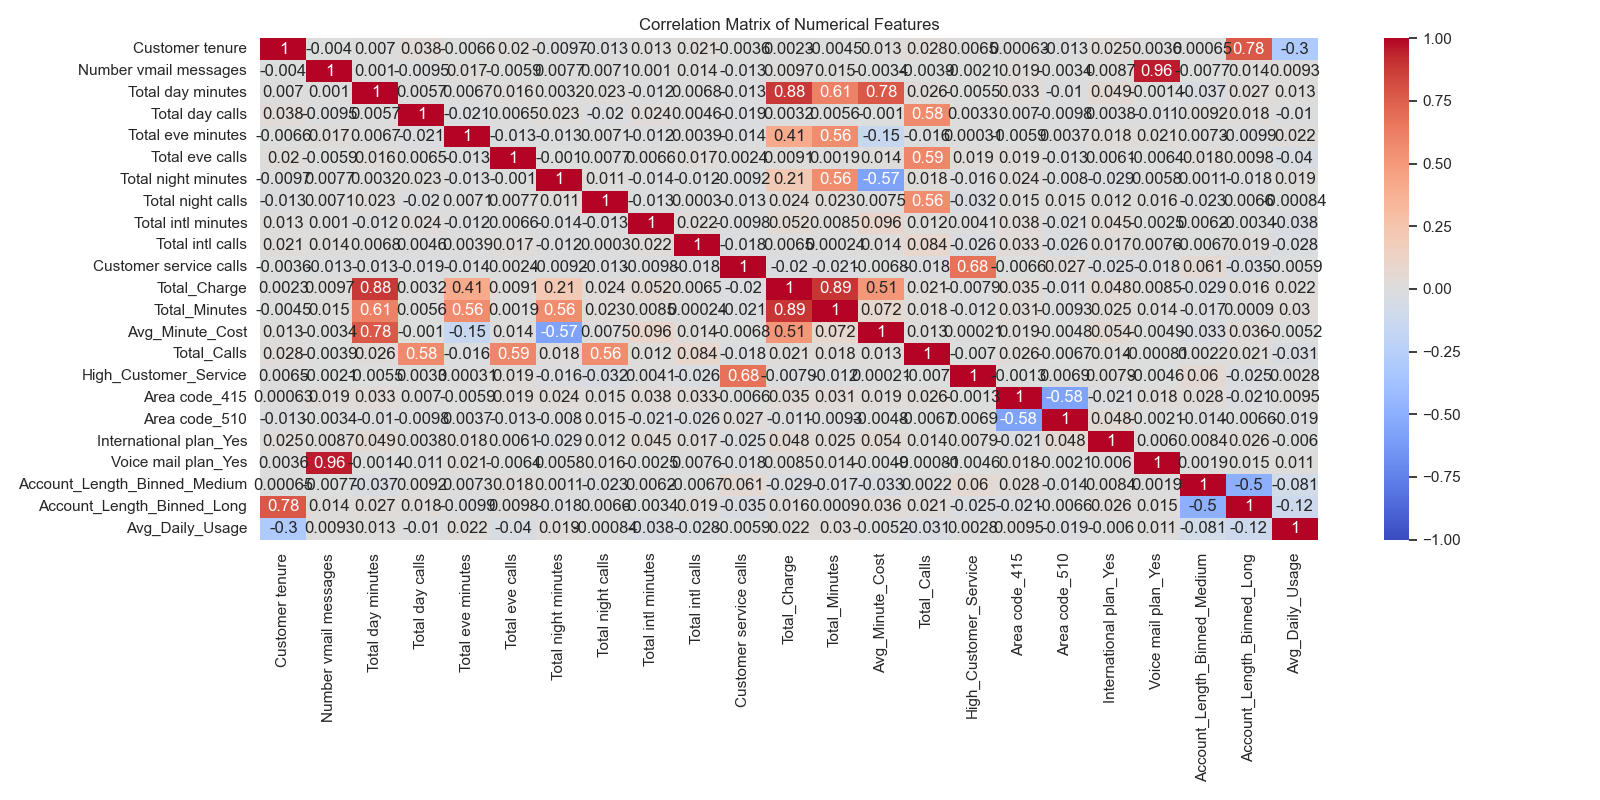 Correlation Matrix of Numerical Features
Customer tenure 1 -0.004 0.007 0.038 -0.0066 0.02 -0.0097 -0.013 0.013 0.021 -0.0036 0.0023 -0.0045 0.013 0.028 0.0065 0.00063 -0.013 0.025 0.0036 0.00065 0.78 -0.3
1.00
Number vmail messages -0.004 1 0.001 -0.0095 0.017 -0.0059 0.0077 0.0071 0.001 0.014 -0.013 0.0097 0.015 -0.0034 -0.0039 -0.0021 0.019 -0.0034 0.0087 0.96 -0.0077 0.014 0.0093
Total day minutes 0.007 0.001 1 0.0057 0.0067 0.016 0.0032 0.023 -0.012 0.0068 -0.013 0.88 0.61 0.78 0.026 -0.0055 0.033 -0.01 0.049 -0.0014 -0.037 0.027 0.013
0.75
Total day calls 0.038 -0.0095 0.0057 1 -0.021 0.0065 0.023 -0.02 0.024 0.0046 -0.019 0.0032 0.0056 -0.001 0.58 0.0033 0.007 -0.0098 0.0038 -0.011 0.0092 0.018 -0.01
Total eve minutes -0.0066 0.017 0.0067 -0.021 1 -0.013 -0.013 0.0071 -0.012 0.0039 -0.014 0.41 0.56 -0.15 -0.016 -0.0059 0.0037 0.018 0.021 0.0073 -0.0099 0.022
Total eve calls 0.02 -0.0059 0.016 0.0065 -0.013 1 -0.001 0.0077 0.0066 0.017 0.0024 0.0091 0.0019 0.014 0.59 0.019 0.019 -0.013 0.0061 -0.0064 0.018 0.0098 -0.04
0.50
Total night minutes -0.0097 0.0077 0.0032 0.023 -0.013 -0.001 1 0.011 -0.014 -0.012 -0.0092 0.21 0.56 -0.57 0.018 -0.016 0.024 -0.008 -0.029 0.0058 0.0011 -0.018 0.019
Total night calls -0.013 0.0071 0.023 -0.02 0.0071 0.0077 0.011 1 -0.013 0.0003 -0.013 0.024 0.023 0.0075 0.56 -0.032 0.015 0.015 0.012 0.016 -0.023 -0.0066 0.00084
0.25
Total intl minutes 0.013 0.001 -0.012 0.024 -0.012 0.0066 -0.014 -0.013 1 0.022 -0.0098 0.052 0.0085 0.096 0.012 0.0041 0.038 -0.021 0.045 -0.0025 0.0062 0.0034 -0.038
Total intl calls 0.021 0.014 0.0068 0.0046 0.0039 0.017 -0.012 0.0003 0.022 1 -0.018 0.0065 0.00024 0.014 0.084 -0.026 0.033 -0.026 0.017 0.0076 -0.0067 0.019 -0.028
Customer service calls -0.0036 -0.013 -0.013 -0.019 -0.014 0.0024 -0.0092 -0.013 -0.0098 -0.018 1 -0.02 -0.021 -0.0068 -0.018 0.68 -0.0066 0.027 -0.025 -0.018 0.061 -0.035 -0.0059
Total_Charge 0.0023 0.0097 0.88 0.0032 0.41 0.0091 0.21 0.024 0.052 0.0065 -0.02 1 0.89 0.51 0.021 -0.0079 0.035 -0.011 0.048 0.0085 -0.029 0.016 0.022
0.00
Total_Minutes -0.0045 0.015 0.61 0.0056 0.56 0.0019 0.56 0.023 0.0085 0.00024 -0.021 0.89 1 0.072 0.018 -0.012 0.031 -0.0093 0.025 0.014 -0.017 0.0009 0.03
Avg_Minute_Cost 0.013 -0.0034 0.78 -0.001 -0.15 0.014 -0.57 0.0075 0.096 0.014 -0.0068 0.51 0.072 1 0.013 0.00021 0.019 -0.0048 0.054 -0.0049 -0.033 0.036 -0.0052
−0.25
Total_Calls 0.028 -0.0039 0.026 0.58 -0.016 0.59 0.018 0.56 0.012 0.084 -0.018 0.021 0.018 0.013 1 -0.007 0.026 -0.0067 0.014 0.0022 0.021 -0.031
High_Customer_Service 0.0065 -0.0021 -0.0055 0.0033 0.019 -0.016 -0.032 0.0041 -0.026 0.68 -0.0079 -0.012 0.00021 -0.007 1 -0.0013 0.0069 0.0079 -0.0046 0.06 -0.025 0.0028
Area code_415 0.00063 0.019 0.033 0.007 -0.0059 0.019 0.024 0.015 0.038 0.033 -0.0066 0.035 0.031 0.019 0.026 -0.0013 1 -0.58 -0.021 0.018 0.028 -0.021 0.0095
Area code_510 -0.013 -0.0034 -0.01 -0.0098 0.0037 -0.013 -0.008 0.015 -0.021 -0.026 0.027 -0.011 -0.0093 -0.0048 -0.0067 0.0069 -0.58 1 0.048 -0.0021 -0.014 0.0066 -0.019
−0.50
International plan_Yes 0.025 0.0087 0.049 0.0038 0.018 0.0061 -0.029 0.012 0.045 0.017 -0.025 0.048 0.025 0.054 0.014 0.0079 -0.021 0.048 1 0.006 0.0084 0.026 -0.006
Voice mail plan_Yes 0.0036 0.96 -0.0014 -0.011 0.021 -0.0064 0.0058 0.016 -0.0025 0.0076 -0.018 0.0085 0.014 -0.0049 -0.0046 0.018 -0.0021 0.006 1 0.0019 0.015 0.011
−0.75
Account_Length_Binned_Medium 0.00065 -0.0077 -0.037 0.0092 0.0073 0.018 0.0011 -0.023 0.0062 -0.0067 0.061 -0.029 -0.017 -0.033 0.0022 0.06 0.028 -0.014 0.0084 0.0019 1 -0.5 -0.081
Account_Length_Binned_Long 0.78 0.014 0.027 0.018 -0.0099 0.0098 -0.018 0.0066 0.0034 0.019 -0.035 0.016 0.0009 0.036 0.021 -0.025 -0.021 0.0066 0.026 0.015 -0.5 1 -0.12
Avg_Daily_Usage -0.3 0.0093 0.013 -0.01 0.022 -0.04 0.019 0.00084 -0.038 -0.028 -0.0059 0.022 0.03 -0.0052 -0.031 0.0028 0.0095 -0.019 -0.006 0.011 -0.081 -0.12 1
−1.00
Customer tenure
Number vmail messages
Total day minutes
Total day calls
Total eve minutes
Total eve calls
Total night minutes
Total night calls
Total intl minutes
Total intl calls
Customer service calls
Total_Charge
Total_Minutes
Avg_Minute_Cost
Total_Calls
High_Customer_Service
Area code_415
Area code_510
International plan_Yes
Voice mail plan_Yes
Account_Length_Binned_Medium
Account_Length_Binned_Long
Avg_Daily_Usage